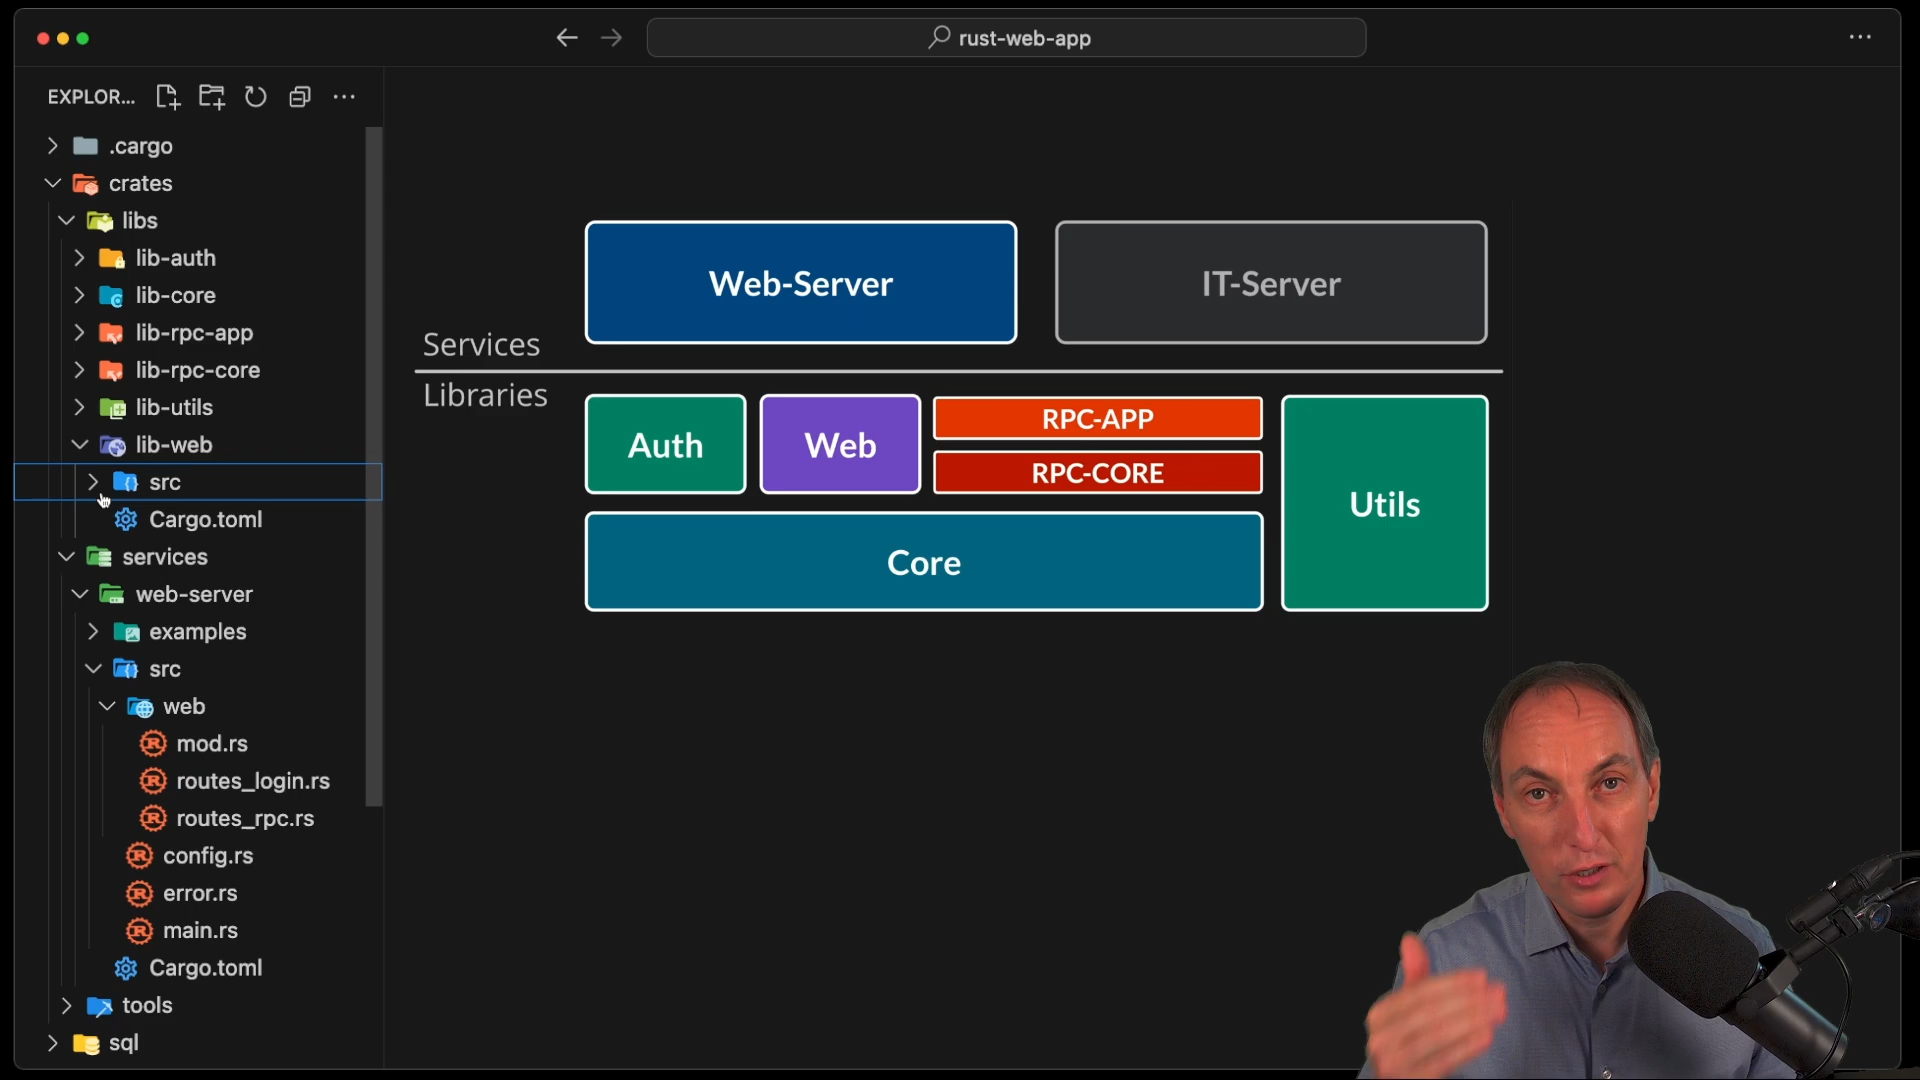 rust-web-app
EXPLOR...
.cargo
crates
libs
lib-auth
lib-core
lib-rpc-app
lib-rpc-core
lib-utils
lib-web
src
Cargo.toml
services
web-server
examples
src
web
mod.rs
routes_login.rs
routes_rpc.rs
config.rs
error.rs
main.rs
Cargo.toml
tools
sql
Web-Server
IT-Server
Services
Libraries
Auth
Web
RPC-APP
RPC-CORE
Utils
Core